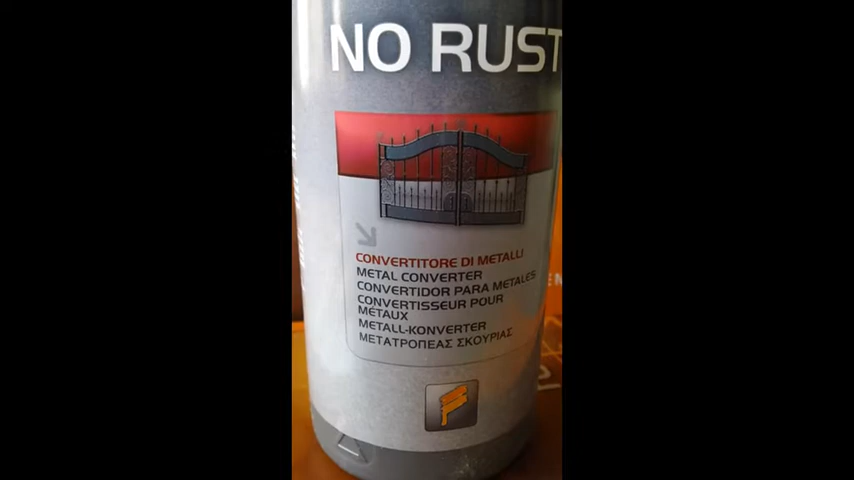 NO RUST
CONVERTITORE DI METALLI
METAL CONVERTER
CONVERTIDOR PARA METALES
CONVERTISSEUR POUR
MÉTAUX
METALL-KONVERTER
ΜΕΤΑΤΡΟΠΕΑΣ ΣΚΟΥΡΙΑΣ